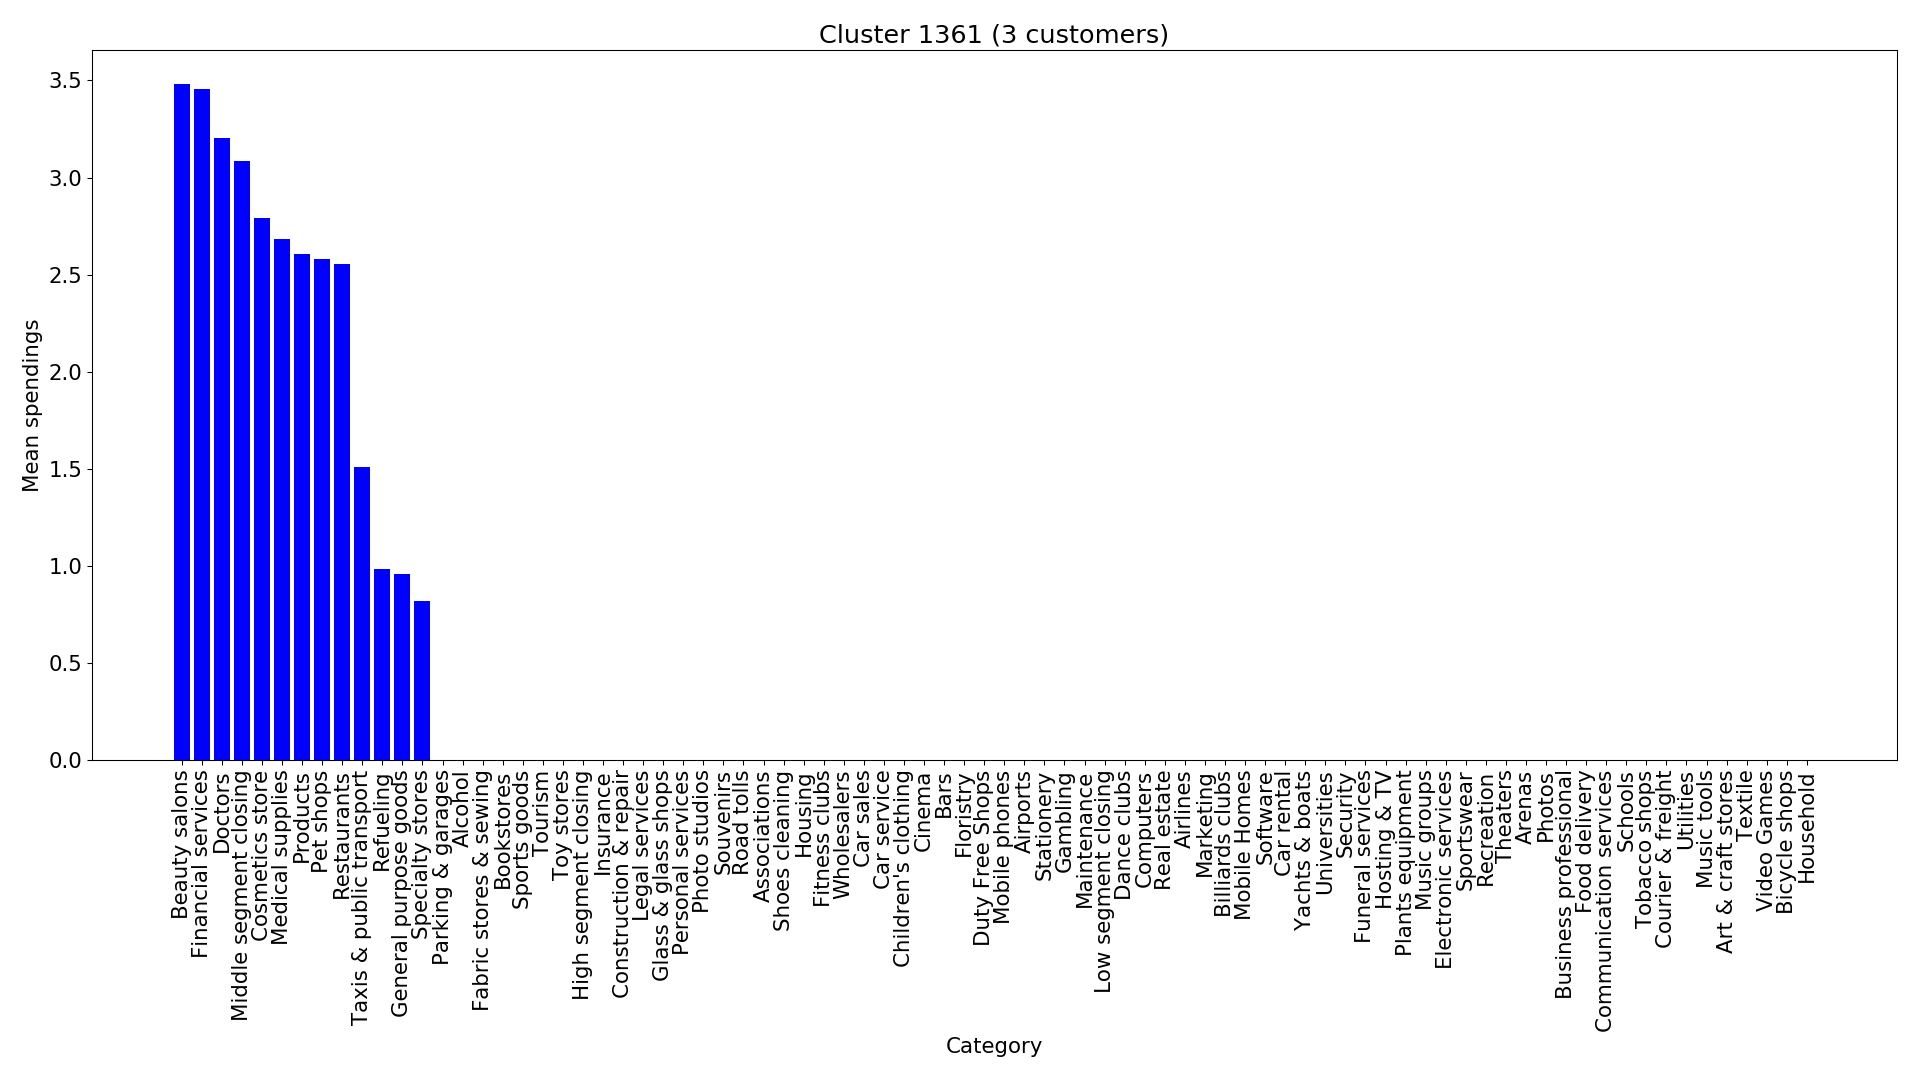 Cluster 1361 (3 customers)
Mean spendings
3.5
3.0
2.5
2.0
1.5
1.0
0.5
0.0
Beauty salons
Financial services
Doctors
Middle segment closing
Cosmetics store
Medical supplies
Products
Pet shops
Restaurants
Taxis & public transport
Refueling
General purpose goods
Specialty stores
Parking & garages
Alcohol
Fabric stores & sewing
Bookstores
Sports goods
Tourism
Toy stores
High segment closing
Insurance
Construction & repair
Legal services
Glass & glass shops
Personal services
Photo studios
Souvenirs
Road tolls
Associations
Shoes cleaning
Housing
Fitness clubs
Wholesalers
Car sales
Car service
Children's clothing
Cinema
Bars
Floristry
Duty Free Shops
Mobile phones
Airports
Stationery
Gambling
Maintenance
Low segment closing
Dance clubs
Computers
Real estate
Airlines
Marketing
Billiards clubs
Mobile Homes
Software
Car rental
Yachts & boats
Universities
Security
Funeral services
Hosting & TV
Plants equipment
Music groups
Electronic services
Sportswear
Recreation
Theaters
Arenas
Photos
Business professional
Food delivery
Communication services
Schools
Tobacco shops
Courier & freight
Utilities
Music tools
Art & craft stores
Textile
Video Games
Bicycle shops
Household
Category